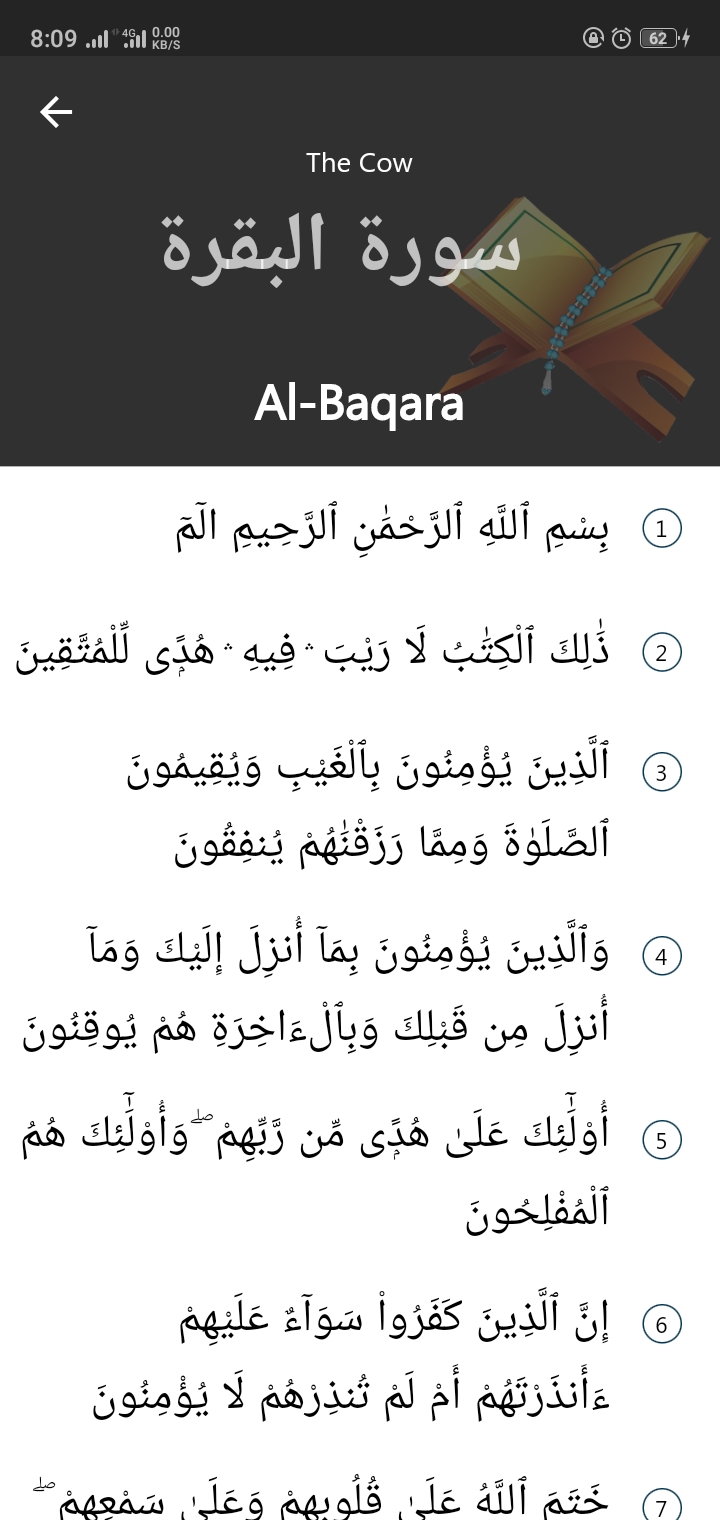 8:09 4G 0.00 KB/S 62
The Cow
سورة البقرة
Al-Baqara
1 بِسْمِ ٱللَّهِ ٱلرَّحْمَٰنِ ٱلرَّحِيمِ الٓمٓ
2 ذَٰلِكَ ٱلْكِتَٰبُ لَا رَيْبَ ۛ فِيهِ ۛ هُدًۭى لِّلْمُتَّقِينَ
3 ٱلَّذِينَ يُؤْمِنُونَ بِٱلْغَيْبِ وَيُقِيمُونَ
ٱلصَّلَوٰةَ وَمِمَّا رَزَقْنَٰهُمْ يُنفِقُونَ
4 وَٱلَّذِينَ يُؤْمِنُونَ بِمَآ أُنزِلَ إِلَيْكَ وَمَآ
أُنزِلَ مِن قَبْلِكَ وَبِٱلْءَاخِرَةِ هُمْ يُوقِنُونَ
5 أُو۟لَٰٓئِكَ عَلَىٰ هُدًۭى مِّن رَّبِّهِمْ ۖ وَأُو۟لَٰٓئِكَ هُمُ
ٱلْمُفْلِحُونَ
6 إِنَّ ٱلَّذِينَ كَفَرُوا۟ سَوَآءٌ عَلَيْهِمْ
ءَأَنذَرْتَهُمْ أَمْ لَمْ تُنذِرْهُمْ لَا يُؤْمِنُونَ
7 خَتَمَ ٱللَّهُ عَلَىٰ قُلُوبِهِمْ وَعَلَىٰ سَمْعِهِمْ ۖ